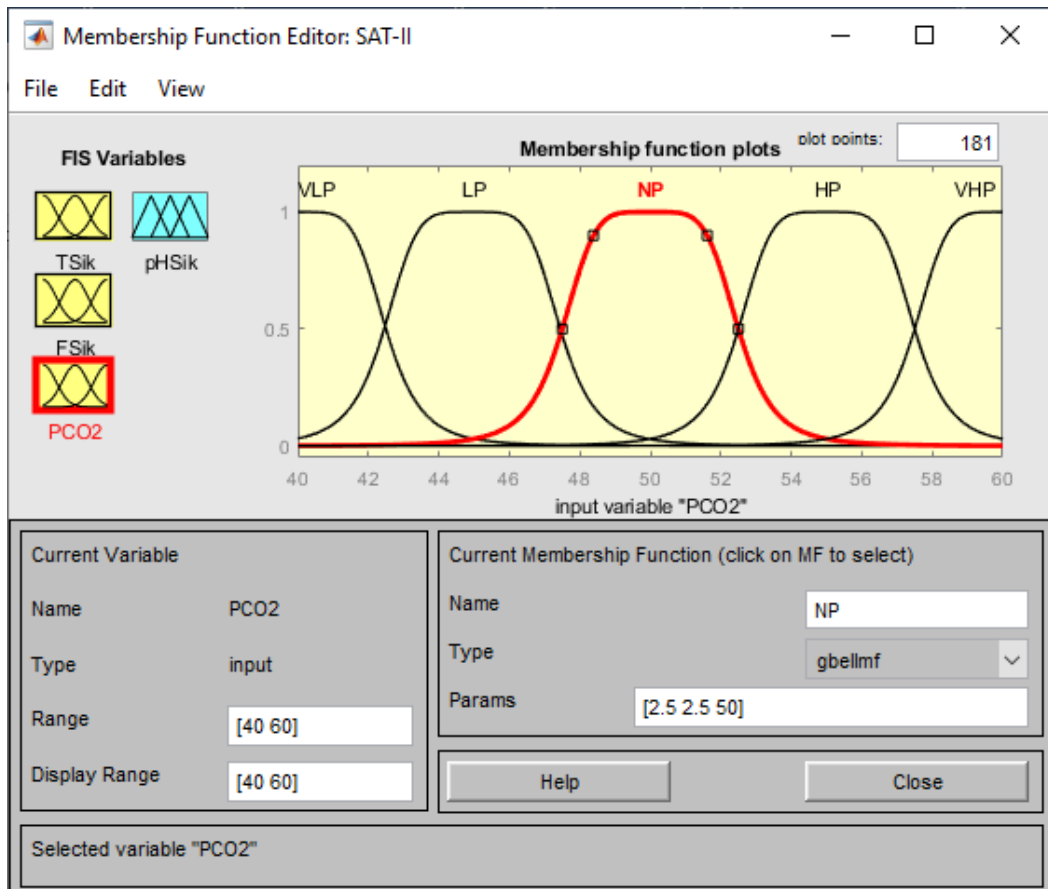 Membership Function Editor: SAT-II
File Edit View
FIS Variables
TSik
pHSik
FSik
PCO2
Membership function plots
plot points:
181
VLP LP NP HP VHP
1
0.5
0
40 42 44 46 48 50 52 54 56 58 60
input variable "PCO2"
Current Variable
Name PCO2
Type input
Range [40 60]
Display Range [40 60]
Current Membership Function (click on MF to select)
Name NP
Type gbellmf
Params [2.5 2.5 50]
Help Close
Selected variable "PCO2"